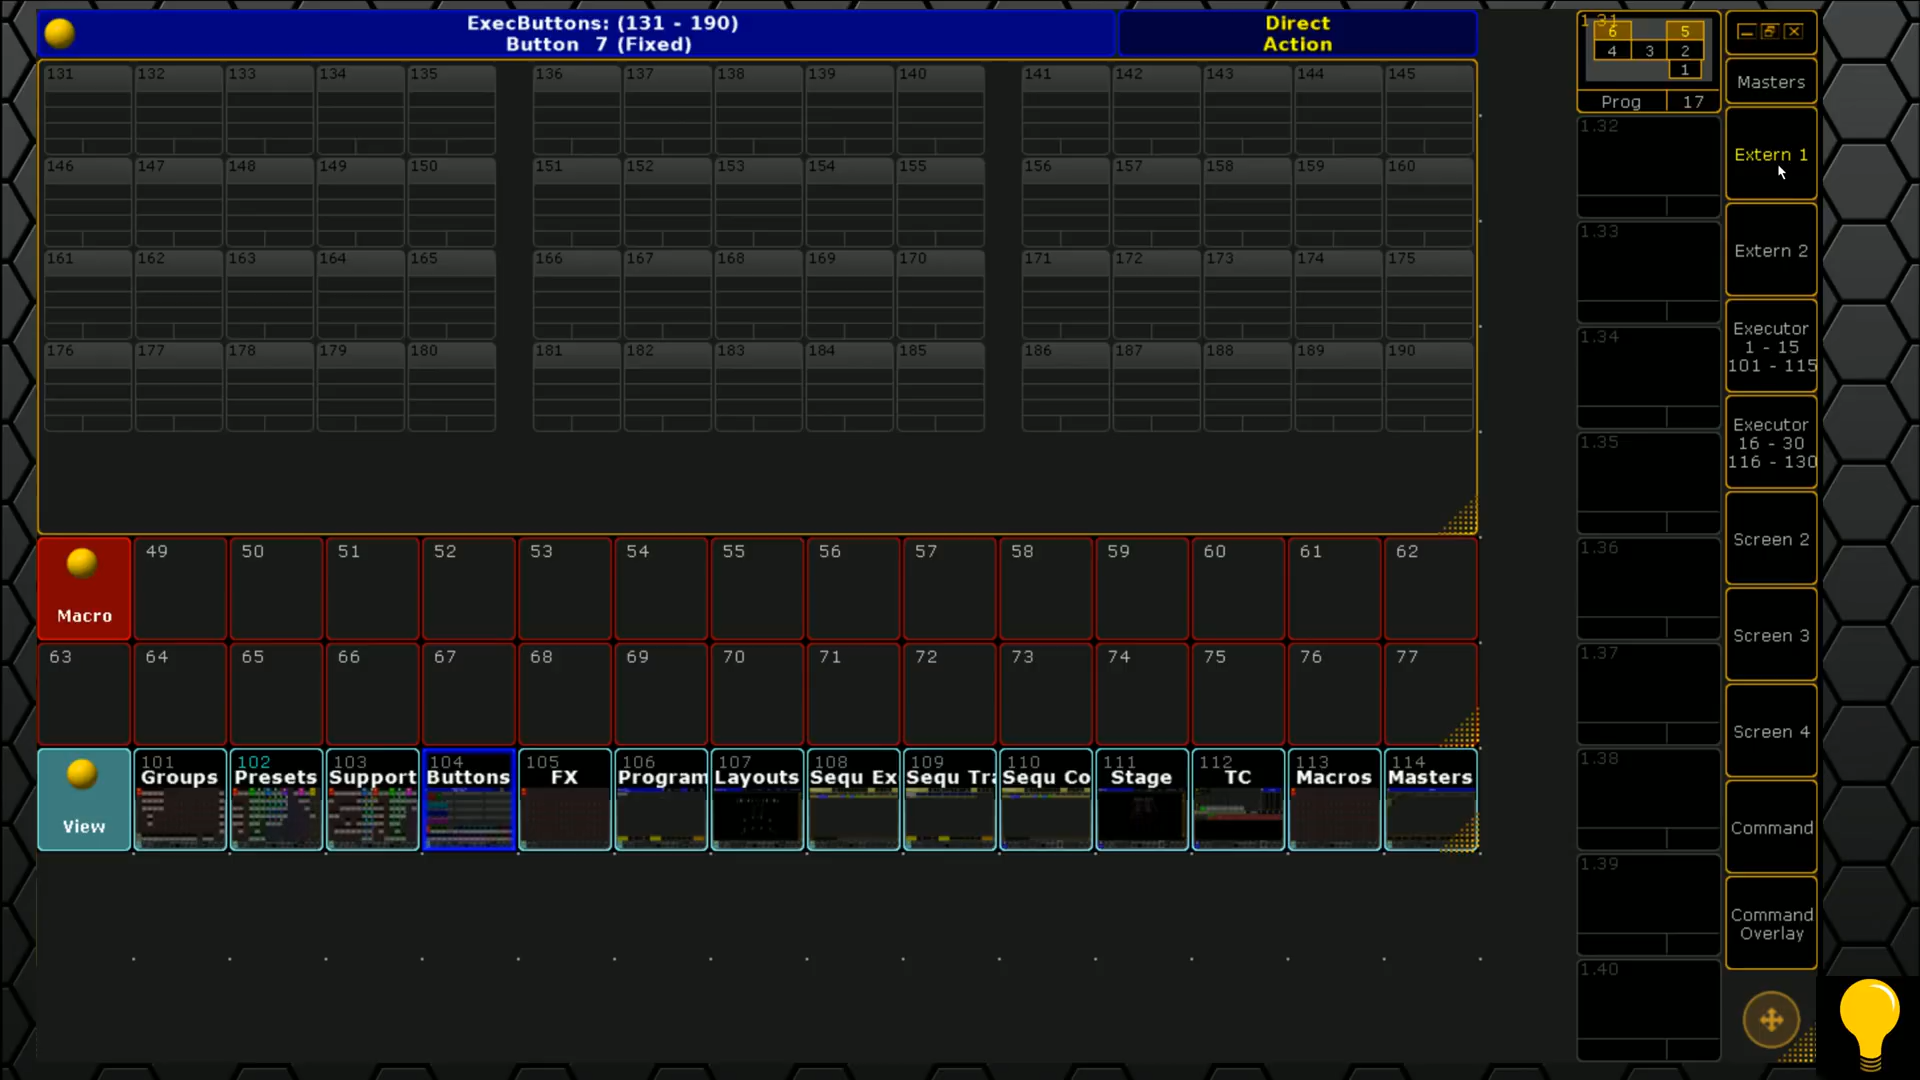 ExecButtons: (131 - 190)
Button 7 (Fixed)
Direct
Action
131 132 133 134 135 136 137 138 139 140 141 142 143 144 145
146 147 148 149 150 151 152 153 154 155 156 157 158 159 160
161 162 163 164 165 166 167 168 169 170 171 172 173 174 175
176 177 178 179 180 181 182 183 184 185 186 187 188 189 190
Macro 49 50 51 52 53 54 55 56 57 58 59 60 61 62
63 64 65 66 67 68 69 70 71 72 73 74 75 76 77
View
101 102 103 104 105 106 107 108 109 110 111 112 113 114
Groups Presets Support Buttons FX Program Layouts Sequ Ex Sequ Tra Sequ Co Stage TC Macros Masters
1.31
6 5
4 3 2
1
Prog 17
1.32
1.33
1.34
1.35
1.36
1.37
1.38
1.39
1.40
Masters
Extern 1
Extern 2
Executor
1 - 15
101 - 115
Executor
16 - 30
116 - 130
Screen 2
Screen 3
Screen 4
Command
Command
Overlay